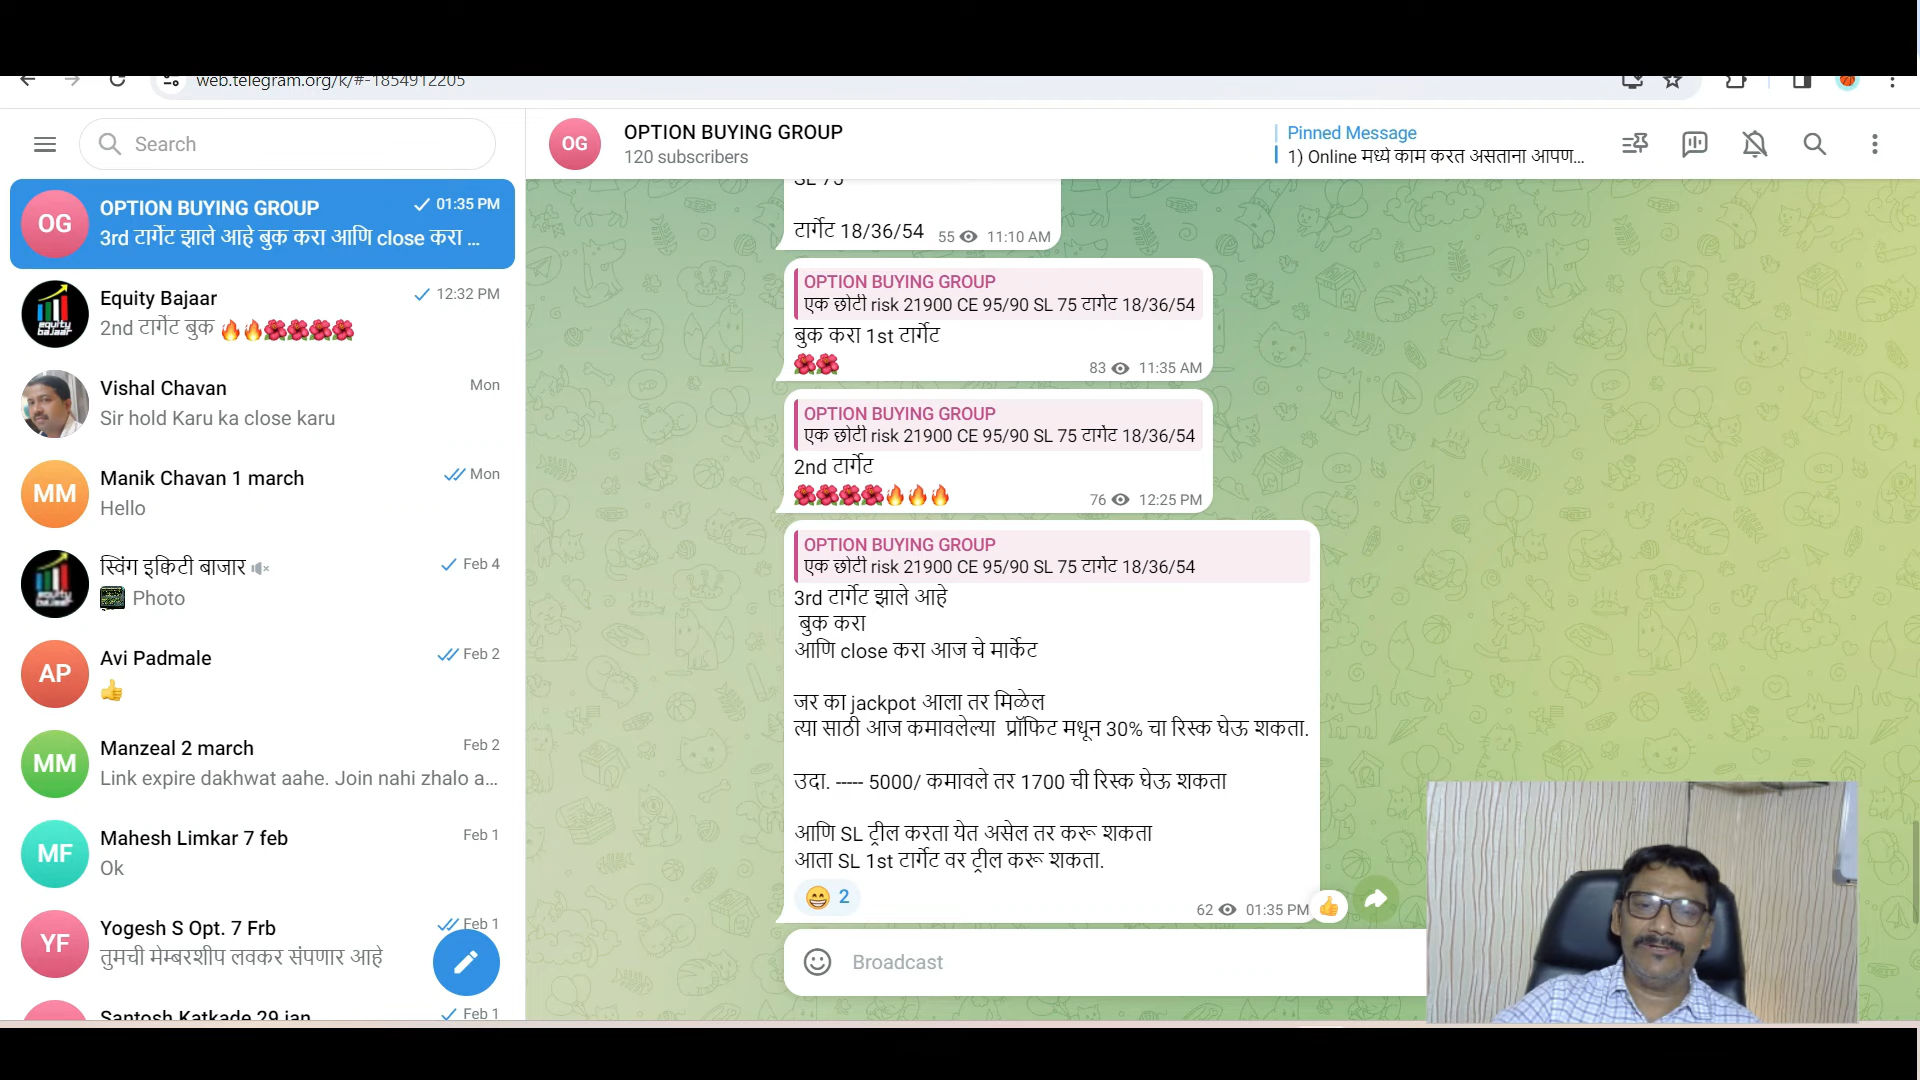 web.telegram.org/k/#-1854912205
Search
OG
OPTION BUYING GROUP
01:35 PM
3rd टार्गेट झाले आहे बुक करा आणि close करा ...
Equity Bajaar
12:32 PM
2nd टार्गेट बुक 🔥🔥🌺🌺🌺🌺
Vishal Chavan
Mon
Sir hold Karu ka close karu
MM
Manik Chavan 1 march
Mon
Hello
स्विंग इक्विटी बाजार
Feb 4
Photo
AP
Avi Padmale
Feb 2
👍
MM
Manzeal 2 march
Feb 2
Link expire dakhwat aahe. Join nahi zhalo a...
MF
Mahesh Limkar 7 feb
Feb 1
Ok
YF
Yogesh S Opt. 7 Frb
Feb 1
तुमची मेम्बरशीप लवकर संपणार आहे
Santosh Katkade 29 jan
Feb 1
OG
OPTION BUYING GROUP
120 subscribers
Pinned Message
1) Online मध्ये काम करत असताना आपण...
SL 75
टार्गेट 18/36/54
55 11:10 AM
OPTION BUYING GROUP
एक छोटी risk 21900 CE 95/90 SL 75 टार्गेट 18/36/54
बुक करा 1st टार्गेट
🌺🌺
83 11:35 AM
OPTION BUYING GROUP
एक छोटी risk 21900 CE 95/90 SL 75 टार्गेट 18/36/54
2nd टार्गेट
🌺🌺🌺🌺🔥🔥🔥
76 12:25 PM
OPTION BUYING GROUP
एक छोटी risk 21900 CE 95/90 SL 75 टार्गेट 18/36/54
3rd टार्गेट झाले आहे
बुक करा
आणि close करा आज चे मार्केट
जर का jackpot आला तर मिळेल
त्या साठी आज कमावलेल्या प्रॉफिट मधून 30% चा रिस्क घेऊ शकता.
उदा. ----- 5000/ कमावले तर 1700 ची रिस्क घेऊ शकता
आणि SL ट्रील करता येत असेल तर करू शकता
आता SL 1st टार्गेट वर ट्रील करू शकता.
😁 2
62 01:35 PM 👍
Broadcast